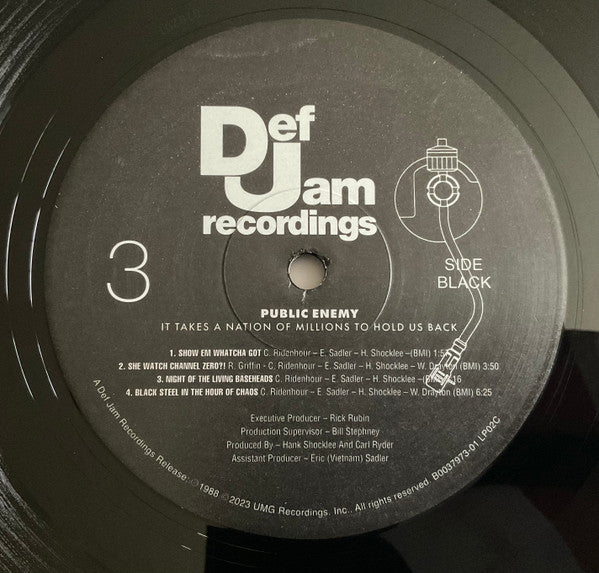 Def
Jam
recordings
3
SIDE
BLACK
PUBLIC ENEMY
IT TAKES A NATION OF MILLIONS TO HOLD US BACK
1. SHOW EM WHATCHA GOT C. Ridenhour – E. Sadler – H. Shocklee –(BMI)
2. SHE WATCH CHANNEL ZERO?! R. Griffin - C. Ridenhour – E. Sadler – H. Shocklee – W. Drayton (BMI) 3:50
3. NIGHT OF THE LIVING BASEHEADS C. Ridenhour – E. Sadler – H. Shocklee –(BMI)
4. BLACK STEEL IN THE HOUR OF CHAOS C. Ridenhour – E. Sadler – H. Shocklee – W. Drayton (BMI) 6:25
Executive Producer – Rick Rubin
Production Supervisor – Bill Stephney
Produced By – Hank Shocklee And Carl Ryder
Assistant Producer – Eric (Vietnam) Sadler
A Def Jam Recordings Release. ℗ 1988 © 2023 UMG Recordings, Inc.. All rights reserved. B0037973-01 LP02C